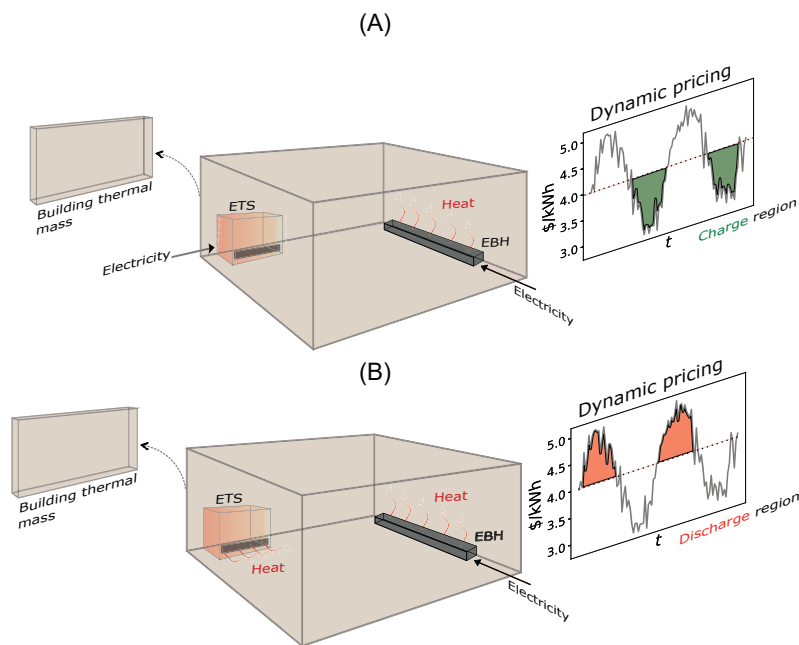 (A)
Dynamic pricing
5.0
4.5
4.0
3.5
3.0
$/kWh
t
Charge region
Building thermal
mass
ETS
Electricity
Heat
EBH
Electricity
(B)
Dynamic pricing
5.0
4.5
4.0
3.5
3.0
$/kWh
t
Discharge region
Building thermal
mass
ETS
Heat
Heat
EBH
Electricity